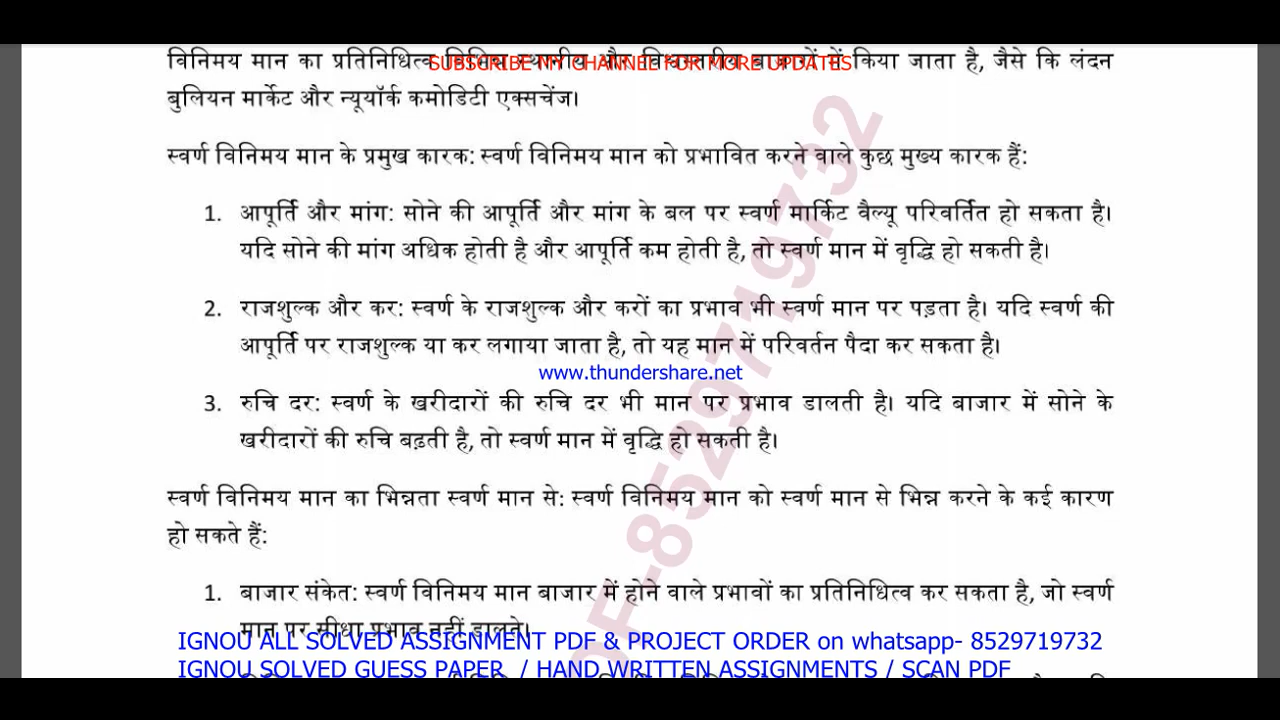 विनिमय मान का प्रतिनिधित्व विभिन्न स्थानीय और विश्वस्तरीय बाजारों में किया जाता है, जैसे कि लंदन
SUBSCRIBE MY CHANNEL FOR MORE UPDATES
बुलियन मार्केट और न्यूयॉर्क कमोडिटी एक्सचेंज।
स्वर्ण विनिमय मान के प्रमुख कारक: स्वर्ण विनिमय मान को प्रभावित करने वाले कुछ मुख्य कारक हैं:
1. आपूर्ति और मांग: सोने की आपूर्ति और मांग के बल पर स्वर्ण मार्किट वैल्यू परिवर्तित हो सकता है।
यदि सोने की मांग अधिक होती है और आपूर्ति कम होती है, तो स्वर्ण मान में वृद्धि हो सकती है।
2. राजशुल्क और कर: स्वर्ण के राजशुल्क और करों का प्रभाव भी स्वर्ण मान पर पड़ता है। यदि स्वर्ण की
आपूर्ति पर राजशुल्क या कर लगाया जाता है, तो यह मान में परिवर्तन पैदा कर सकता है।
www.thundershare.net
3. रुचि दर: स्वर्ण के खरीदारों की रुचि दर भी मान पर प्रभाव डालती है। यदि बाजार में सोने के
खरीदारों की रुचि बढ़ती है, तो स्वर्ण मान में वृद्धि हो सकती है।
स्वर्ण विनिमय मान का भिन्नता स्वर्ण मान से: स्वर्ण विनिमय मान को स्वर्ण मान से भिन्न करने के कई कारण
हो सकते हैं:
1. बाजार संकेत: स्वर्ण विनिमय मान बाजार में होने वाले प्रभावों का प्रतिनिधित्व कर सकता है, जो स्वर्ण
मान पर सीधा प्रभाव नहीं डालते।
IGNOU ALL SOLVED ASSIGNMENT PDF & PROJECT ORDER on whatsapp- 8529719732
IGNOU SOLVED GUESS PAPER / HAND WRITTEN ASSIGNMENTS / SCAN PDF
DF-8529719732